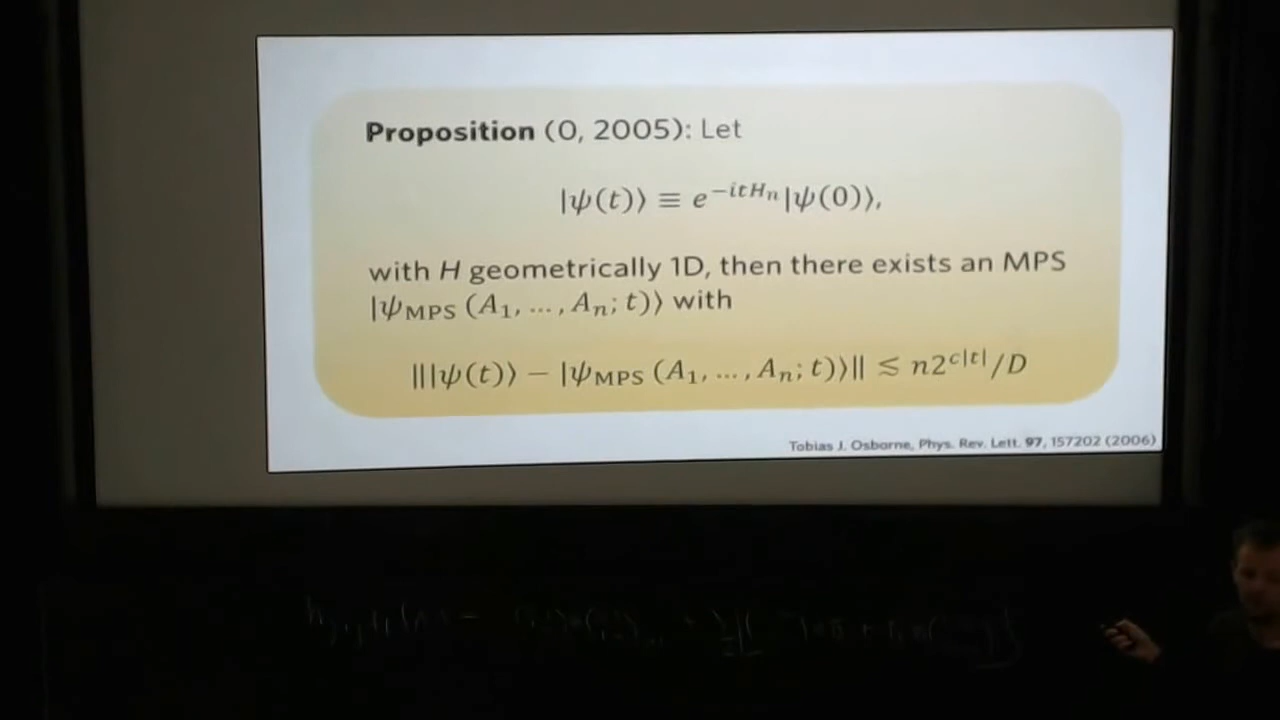 Proposition (O, 2005): Let
|ψ(t)⟩ ≡ e^{−itH_n}|ψ(0)⟩,
with H geometrically 1D, then there exists an MPS
|ψ_MPS (A_1, … , A_n; t)⟩ with
‖|ψ(t)⟩ − |ψ_MPS (A_1, … , A_n; t)⟩‖ ≲ n2^{c|t|}/D
Tobias J. Osborne, Phys. Rev. Lett. 97, 157202 (2006)